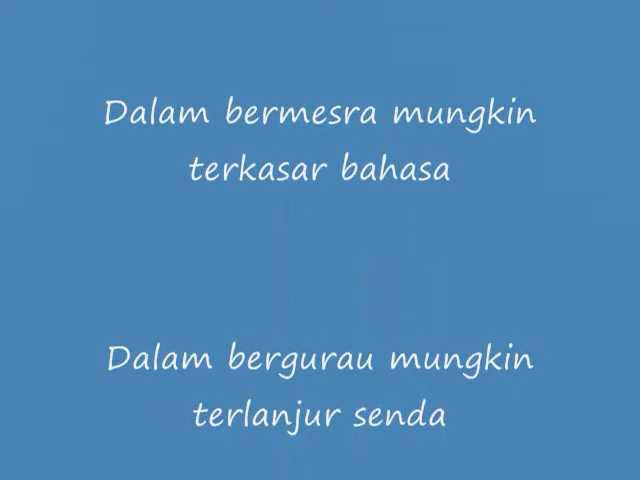 Dalam bermesra mungkin
terkasar bahasa
Dalam bergurau mungkin
terlanjur senda